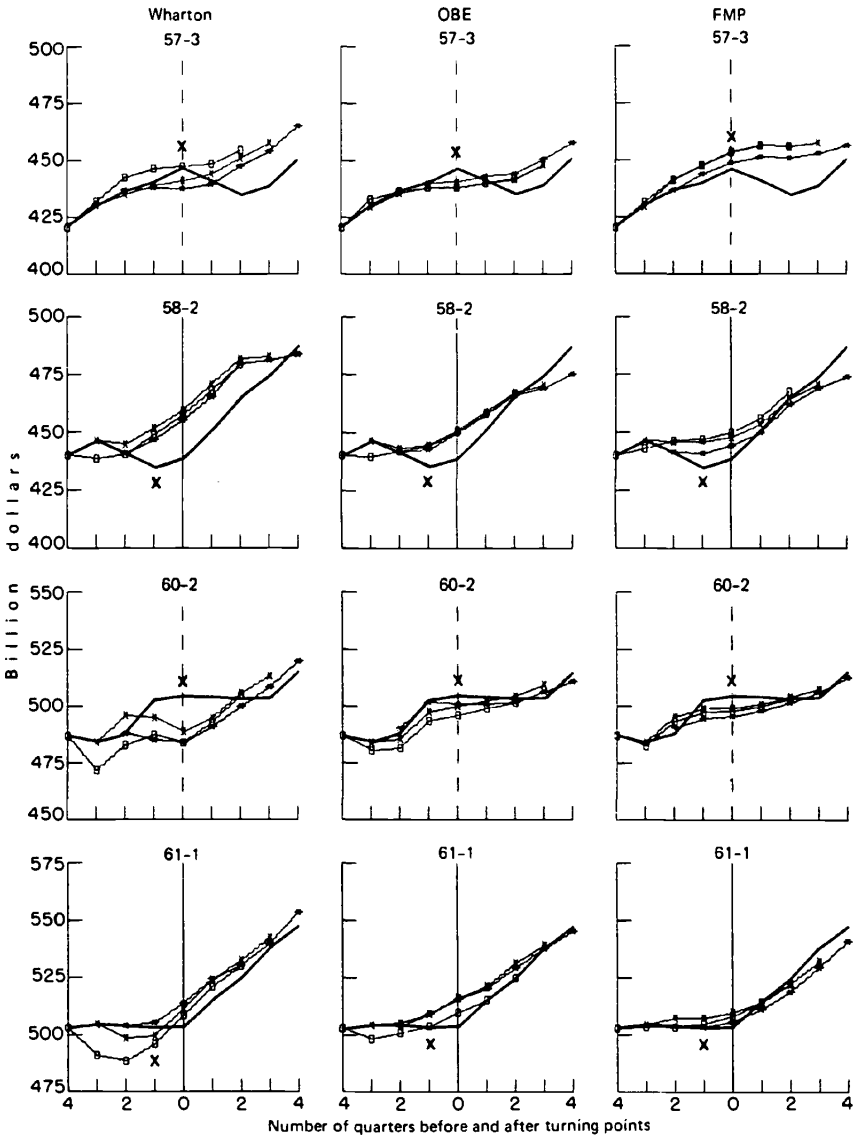 Wharton OBE FMP
57-3 57-3 57-3
500
475
450
425
400
58-2 58-2 58-2
500
475
450
425
400
60-2 60-2 60-2
550
525
500
475
450
61-1 61-1 61-1
575
550
525
500
475
Billion dollars
4 2 0 2 4 2 0 2 4 2 0 2 4
Number of quarters before and after turning points